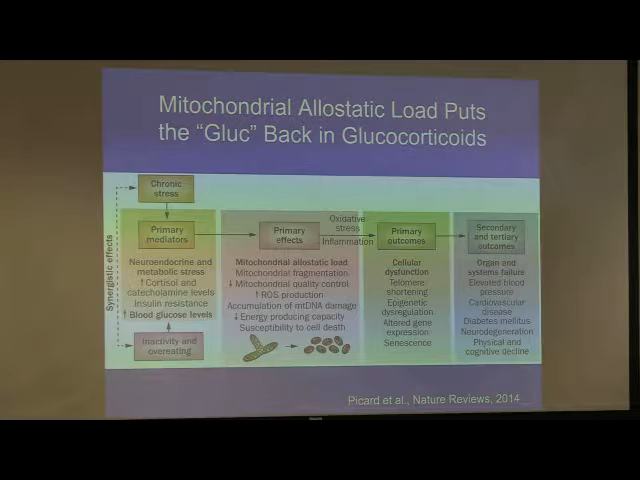 Mitochondrial Allostatic Load Puts
the “Gluc” Back in Glucocorticoids
Chronic
stress
Synergistic effects
Primary
mediators
Neuroendocrine and
metabolic stress
↑ Cortisol and
catecholamine levels
Insulin resistance
↑ Blood glucose levels
Inactivity and
overeating
Primary
effects
Mitochondrial allostatic load
Mitochondrial fragmentation
↓ Mitochondrial quality control
↑ ROS production
Accumulation of mtDNA damage
↓ Energy producing capacity
Susceptibility to cell death
Oxidative
stress
Inflammation
Primary
outcomes
Cellular
dysfunction
Telomere
shortening
Epigenetic
dysregulation
Altered gene
expression
Senescence
Secondary
and tertiary
outcomes
Organ and
systems failure
Elevated blood
pressure
Cardiovascular
disease
Diabetes mellitus
Neurodegeneration
Physical and
cognitive decline
Picard et al., Nature Reviews, 2014